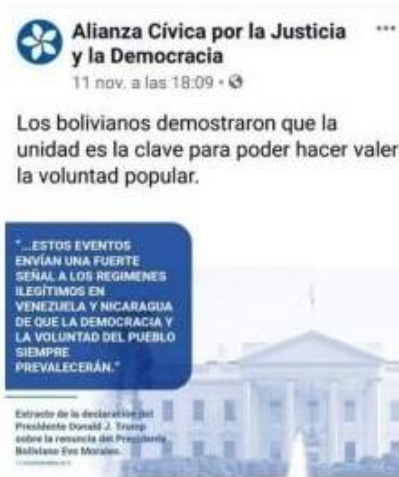 Alianza Cívica por la Justicia
y la Democracia
11 nov. a las 18:09 •
Los bolivianos demostraron que la
unidad es la clave para poder hacer valer
la voluntad popular.
"...ESTOS EVENTOS
ENVÍAN UNA FUERTE
SEÑAL A LOS REGIMENES
ILEGÍTIMOS EN
VENEZUELA Y NICARAGUA
DE QUE LA DEMOCRACIA Y
LA VOLUNTAD DEL PUEBLO
SIEMPRE
PREVALECERÁN."
Extracto de la declaración del
Presidente Donald J. Trump
sobre la renuncia del Presidente
Boliviano Evo Morales.